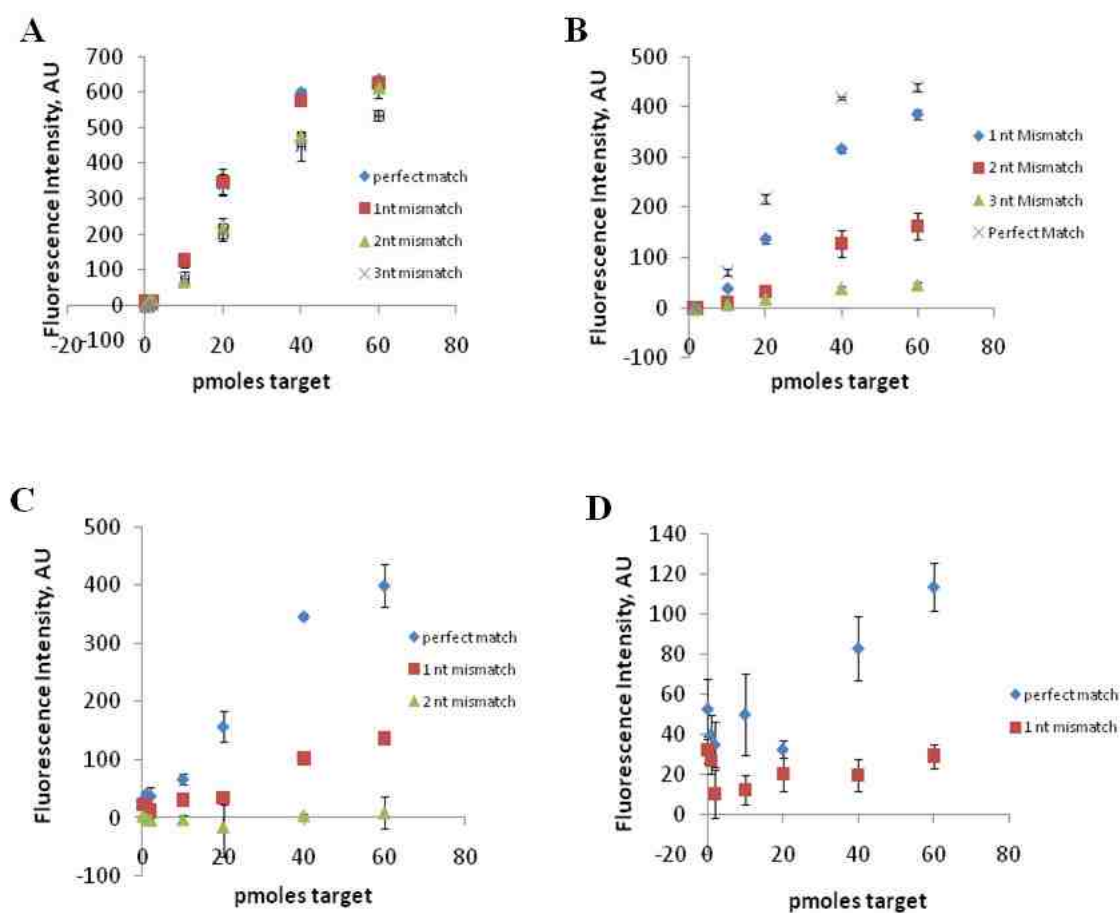 A
Fluorescence Intensity, AU
700
600
500
400
300
200
100
0
-100
-20 0 20 40 60 80
pmoles target
perfect match
1nt mismatch
2nt mismatch
3nt mismatch
B
Fluorescence Intensity, AU
500
400
300
200
100
0
-100
0 20 40 60 80
pmoles target
1 nt Mismatch
2 nt Mismatch
3 nt Mismatch
Perfect Match
C
Fluorescence Intensity, AU
500
400
300
200
100
0
-100
0 20 40 60 80
pmoles target
perfect match
1 nt mismatch
2 nt mismatch
D
Fluorescence Intensity, AU
140
120
100
80
60
40
20
0
-20 0 20 40 60 80
pmoles target
perfect match
1 nt mismatch